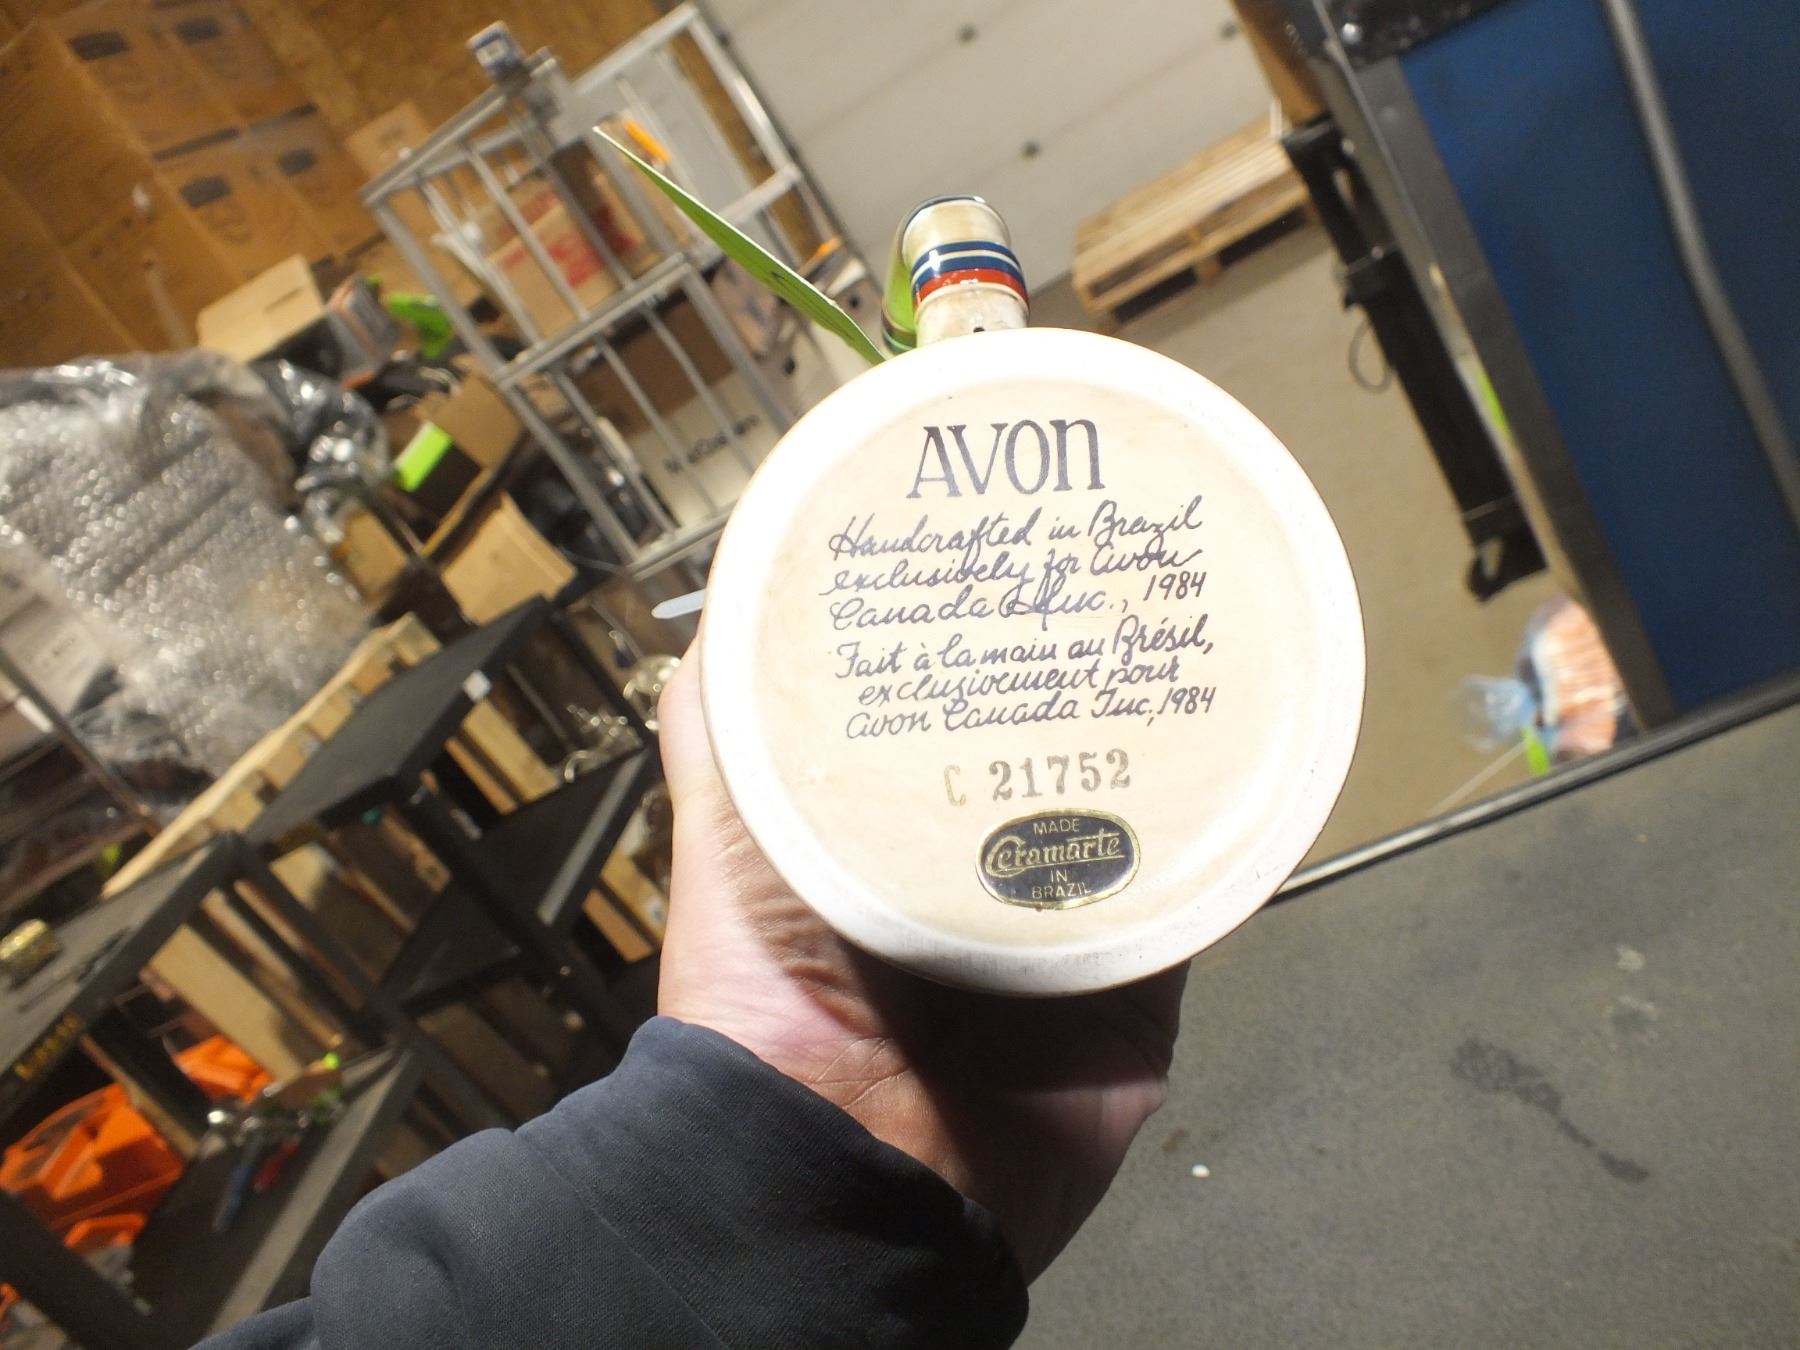 AVON
Handcrafted in Brazil
exclusively for Avon
Canada Inc., 1984
Fait à la main au Brésil,
exclusivement pour
Avon Canada Inc., 1984
C 21752
MADE
Ceramarte
IN
BRAZIL